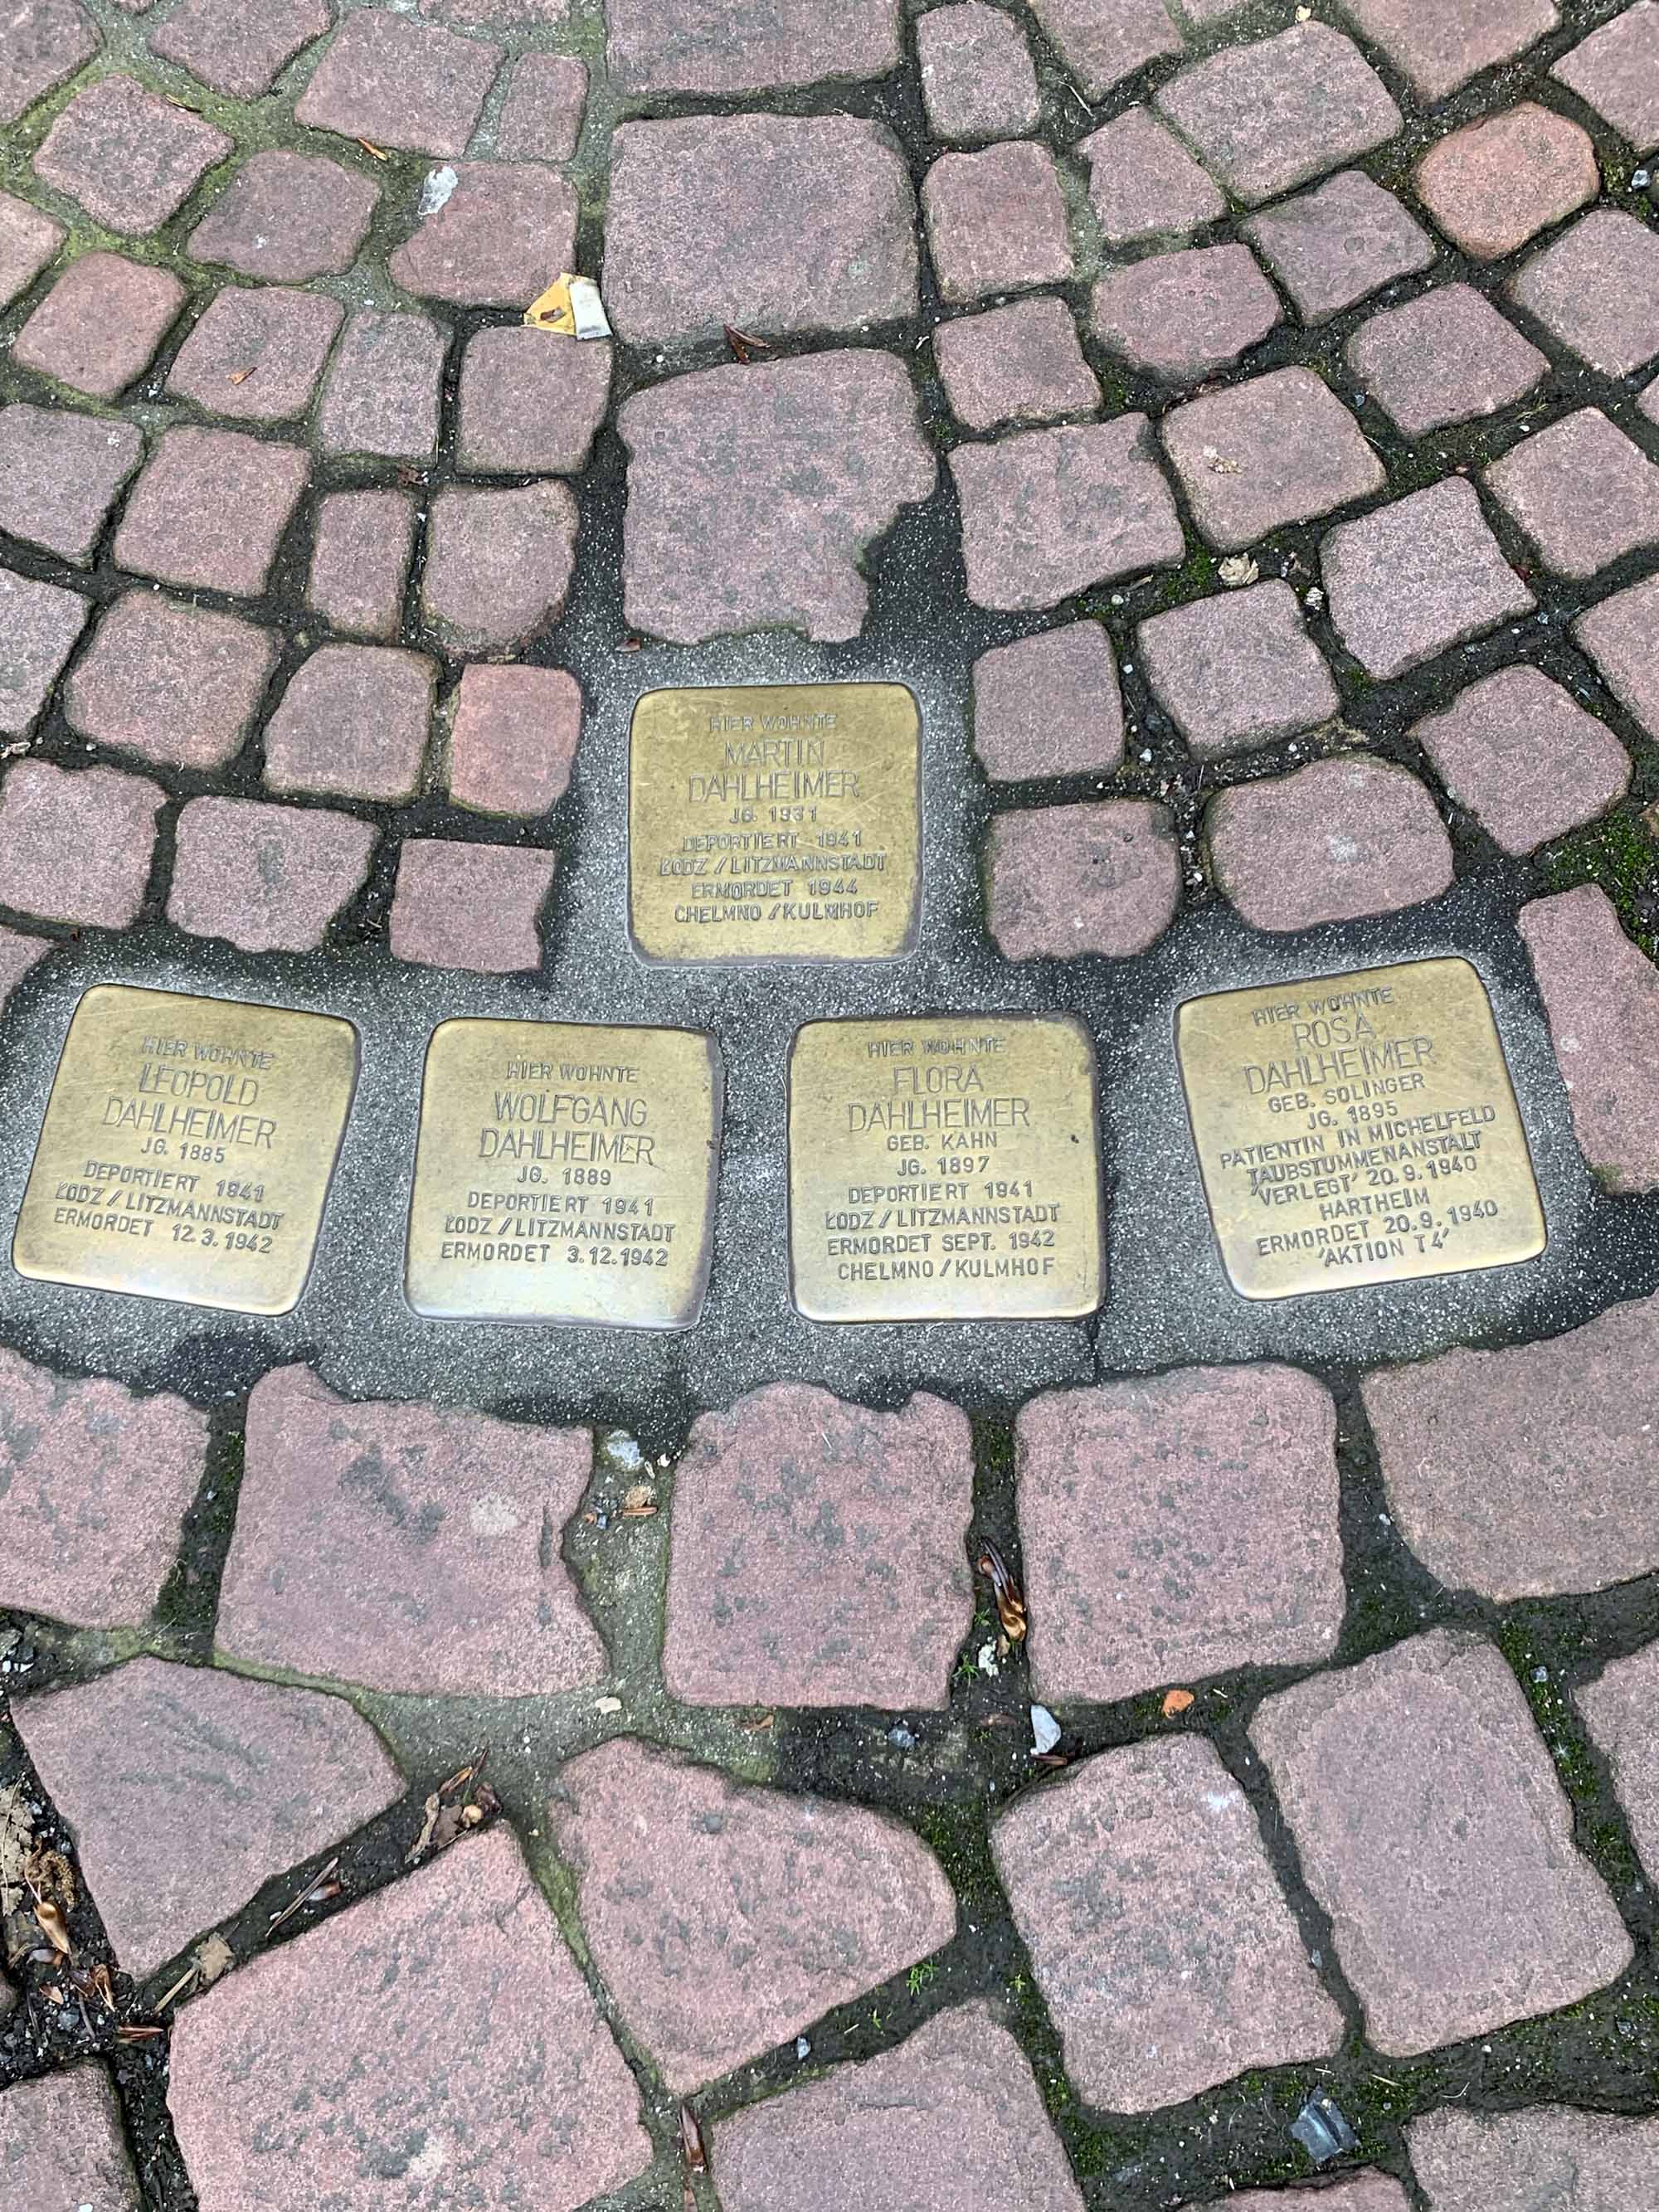 HIER WOHNTE
MARTIN
DAHLHEIMER
JG. 1931
DEPORTIERT 1941
ŁODZ / LITZMANNSTADT
ERMORDET 1944
CHELMNO / KULMHOF
HIER WOHNTE
LEOPOLD
DAHLHEIMER
JG. 1885
DEPORTIERT 1941
ŁODZ / LITZMANNSTADT
ERMORDET 12.3.1942
HIER WOHNTE
WOLFGANG
DAHLHEIMER
JG. 1889
DEPORTIERT 1941
ŁODZ / LITZMANNSTADT
ERMORDET 3.12.1942
HIER WOHNTE
FLORA
DAHLHEIMER
GEB. KAHN
JG. 1897
DEPORTIERT 1941
ŁODZ / LITZMANNSTADT
ERMORDET SEPT. 1942
CHELMNO / KULMHOF
HIER WOHNTE
ROSA
DAHLHEIMER
GEB. SOLINGER
JG. 1895
PATIENTIN IN MICHELFELD
TAUBSTUMMENANSTALT
'VERLEGT' 20.9.1940
HARTHEIM
ERMORDET 20.9.1940
'AKTION T4'